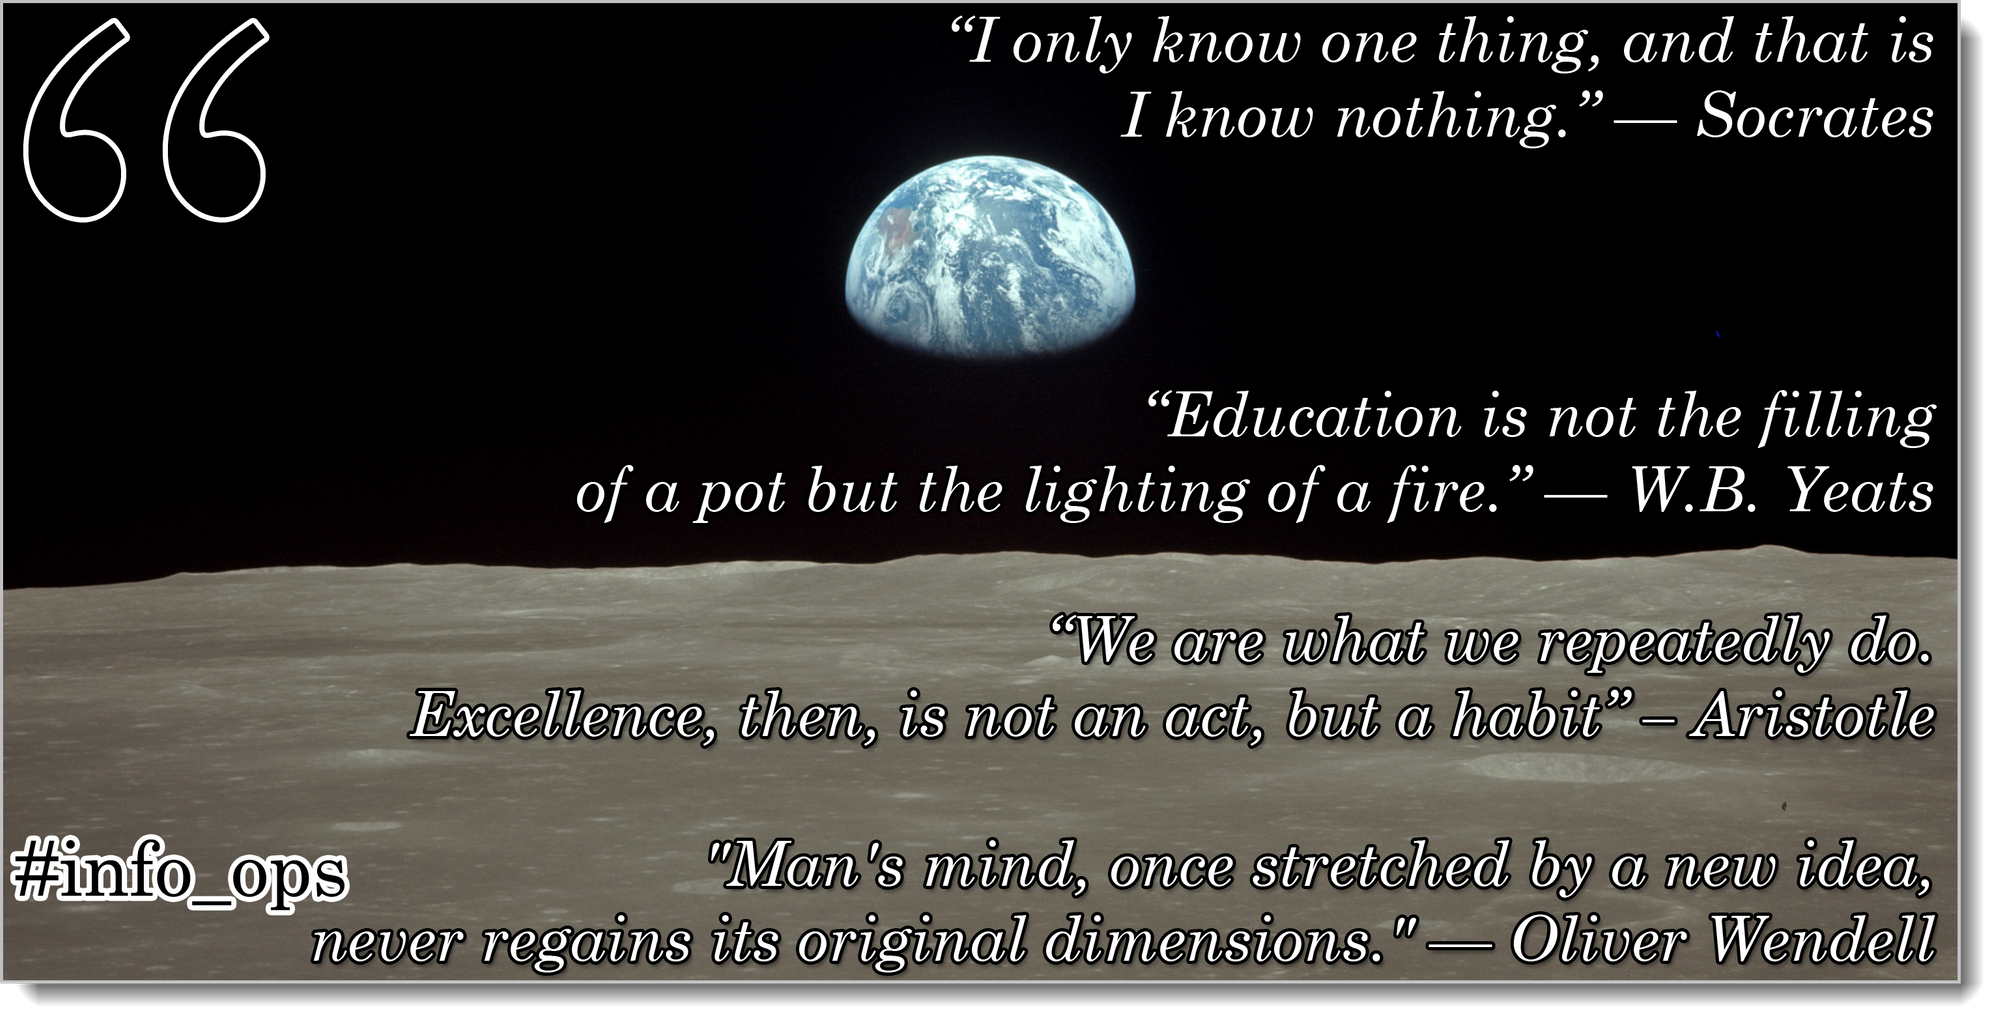 “I only know one thing, and that is
I know nothing.” — Socrates
“Education is not the filling
of a pot but the lighting of a fire.” — W.B. Yeats
“We are what we repeatedly do.
Excellence, then, is not an act, but a habit” – Aristotle
#info_ops
"Man's mind, once stretched by a new idea,
never regains its original dimensions." — Oliver Wendell